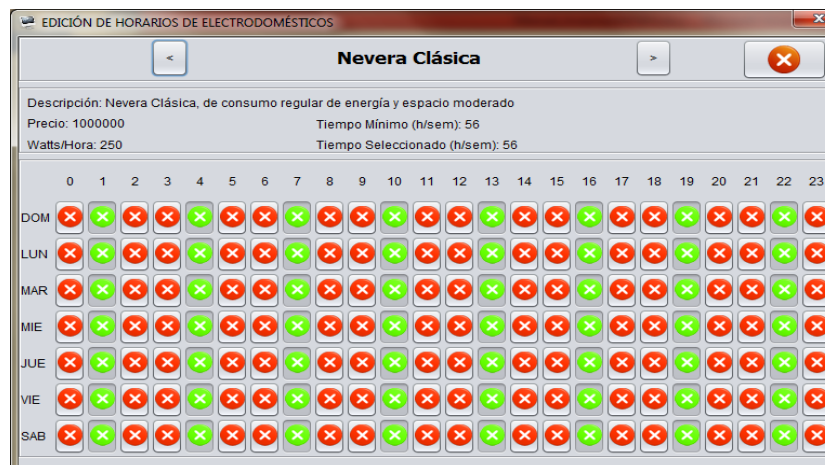 EDICIÓN DE HORARIOS DE ELECTRODOMÉSTICOS
< Nevera Clásica >
Descripción: Nevera Clásica, de consumo regular de energía y espacio moderado
Precio: 1000000 Tiempo Mínimo (h/sem): 56
Watts/Hora: 250 Tiempo Seleccionado (h/sem): 56
0 1 2 3 4 5 6 7 8 9 10 11 12 13 14 15 16 17 18 19 20 21 22 23
DOM
LUN
MAR
MIE
JUE
VIE
SAB